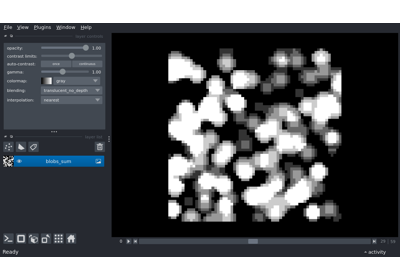 File View Plugins Window Help
opacity: 1.00
contrast limits:
auto-contrast: once continuous
gamma: 1.00
colormap: gray
blending: translucent_no_depth
interpolation: nearest
blobs_sum
Ready
activity